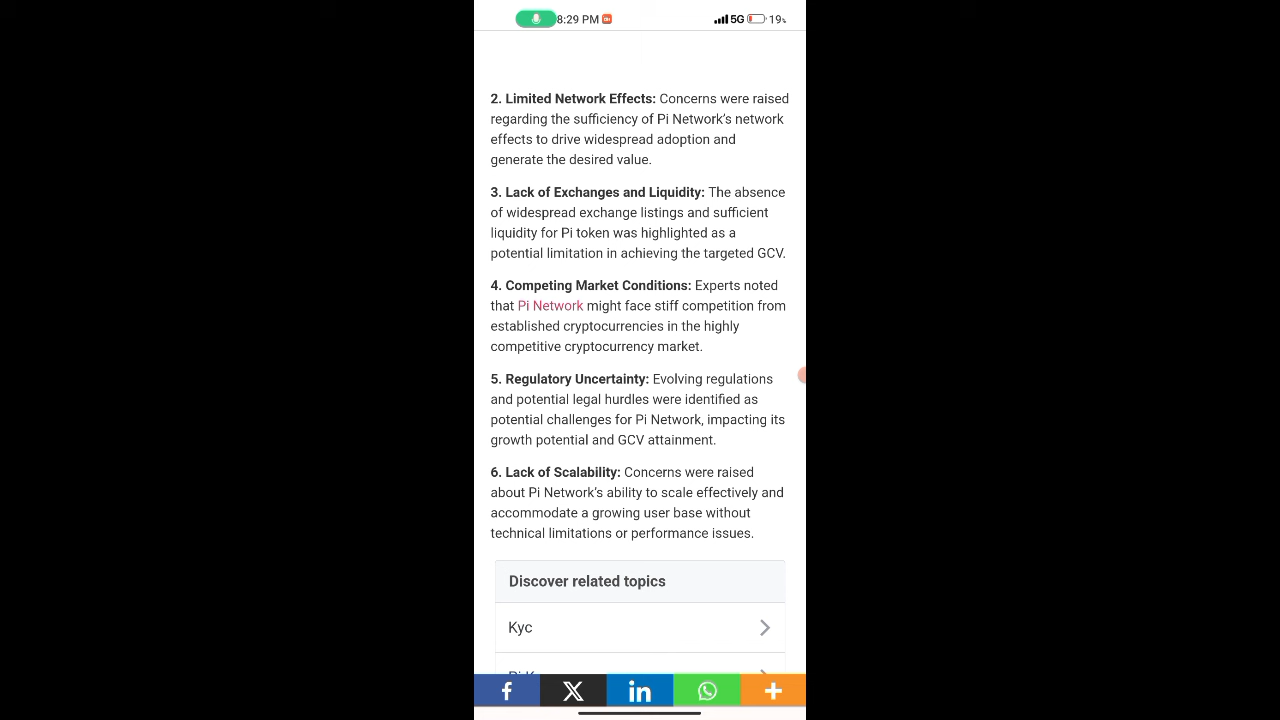 8:29 PM
5G
19%
2. Limited Network Effects: Concerns were raised
regarding the sufficiency of Pi Network’s network
effects to drive widespread adoption and
generate the desired value.
3. Lack of Exchanges and Liquidity: The absence
of widespread exchange listings and sufficient
liquidity for Pi token was highlighted as a
potential limitation in achieving the targeted GCV.
4. Competing Market Conditions: Experts noted
that Pi Network might face stiff competition from
established cryptocurrencies in the highly
competitive cryptocurrency market.
5. Regulatory Uncertainty: Evolving regulations
and potential legal hurdles were identified as
potential challenges for Pi Network, impacting its
growth potential and GCV attainment.
6. Lack of Scalability: Concerns were raised
about Pi Network’s ability to scale effectively and
accommodate a growing user base without
technical limitations or performance issues.
Discover related topics
Kyc